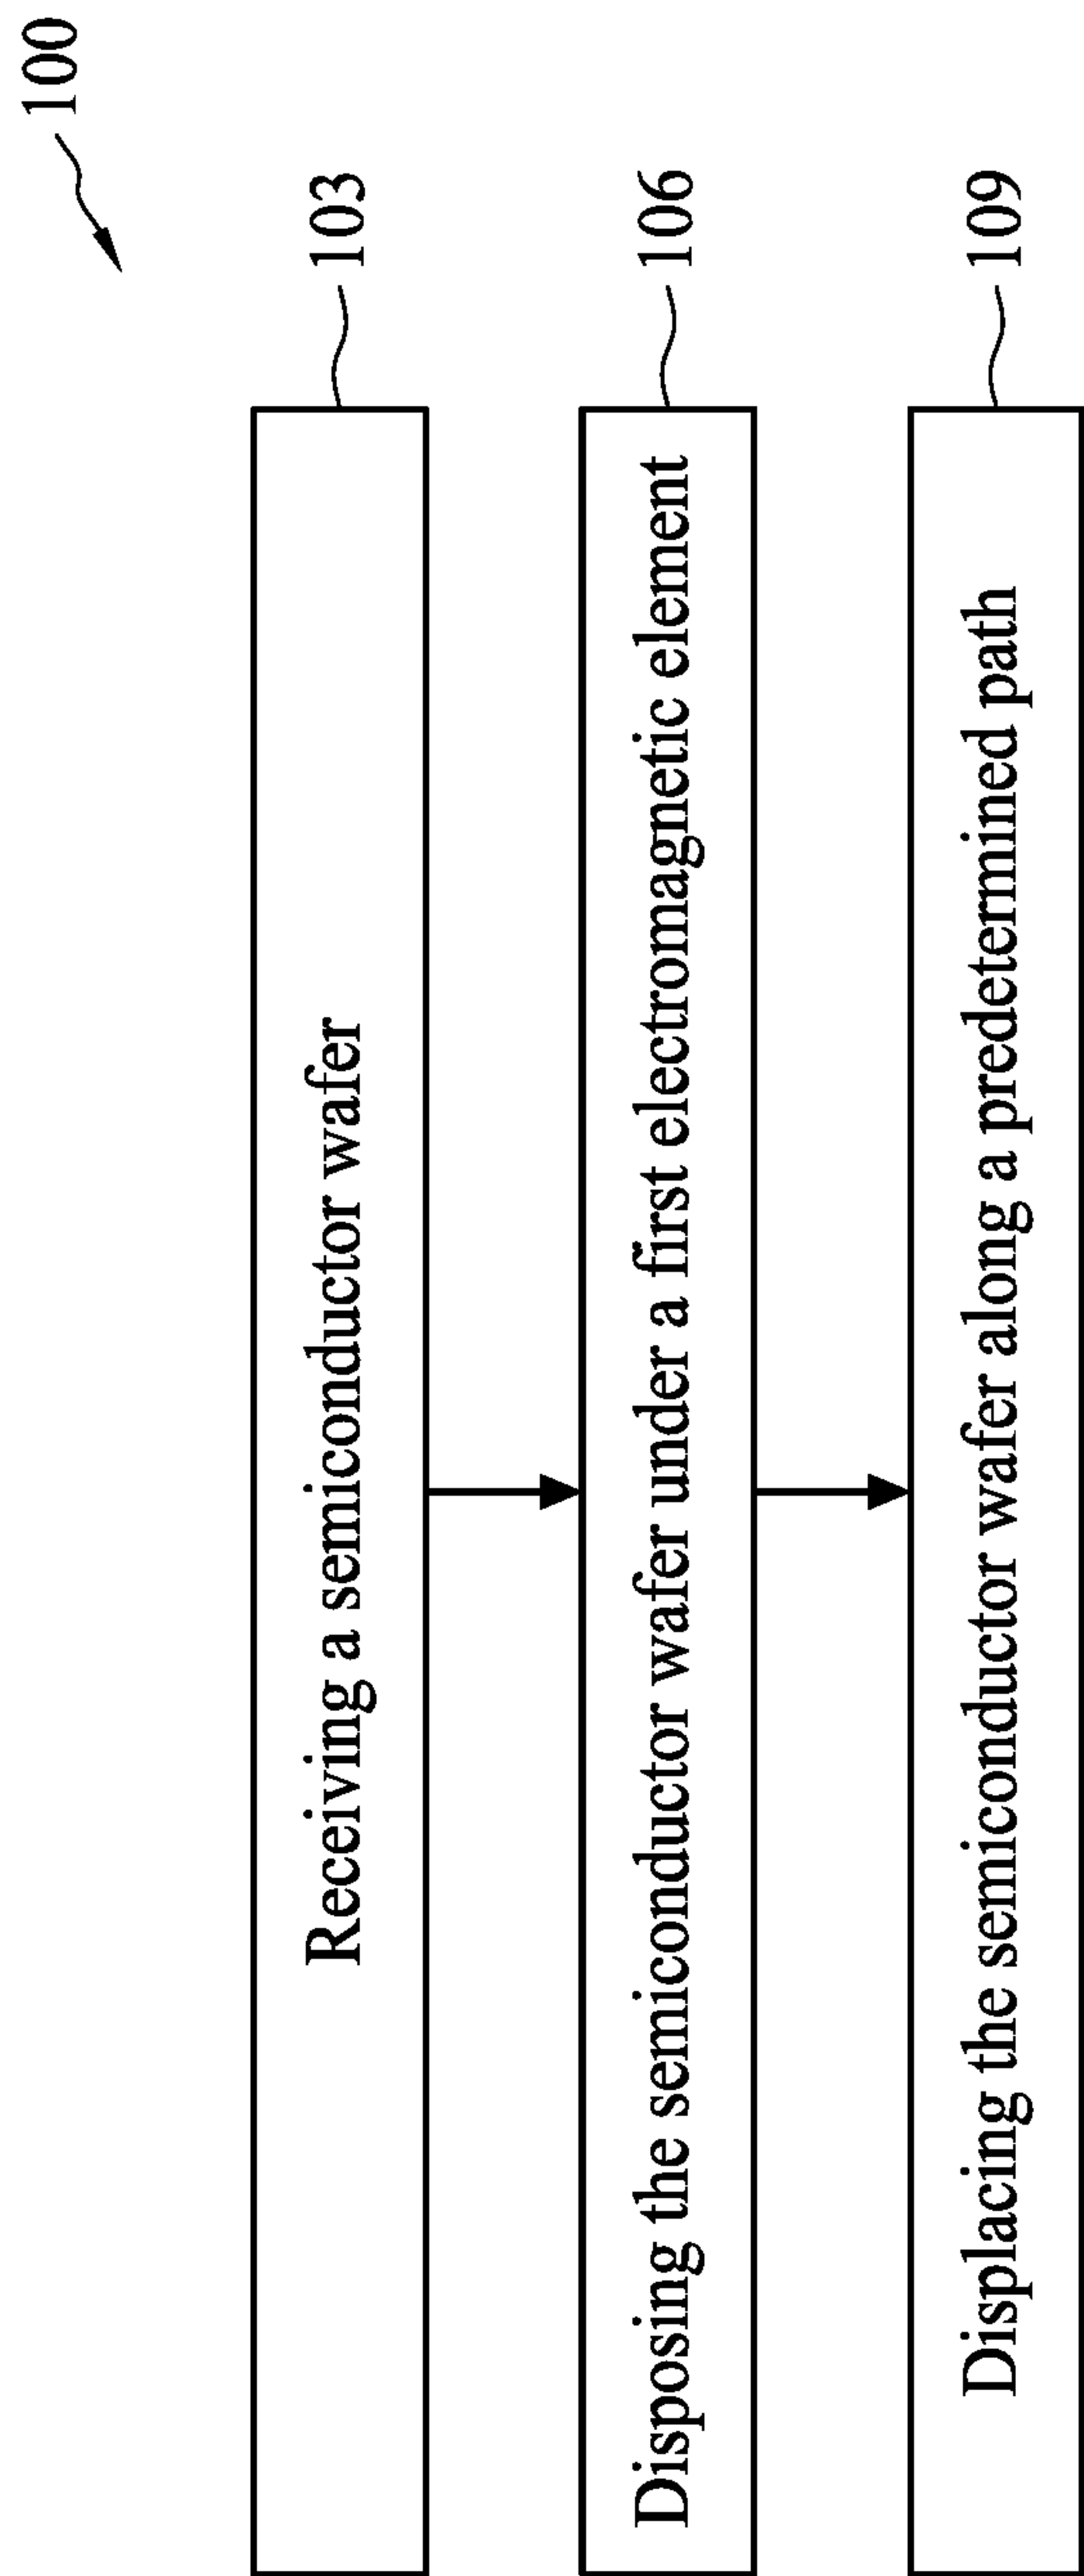 100
Receiving a semiconductor wafer
103
Disposing the semiconductor wafer under a first electromagnetic element
106
Displacing the semiconductor wafer along a predetermined path
109